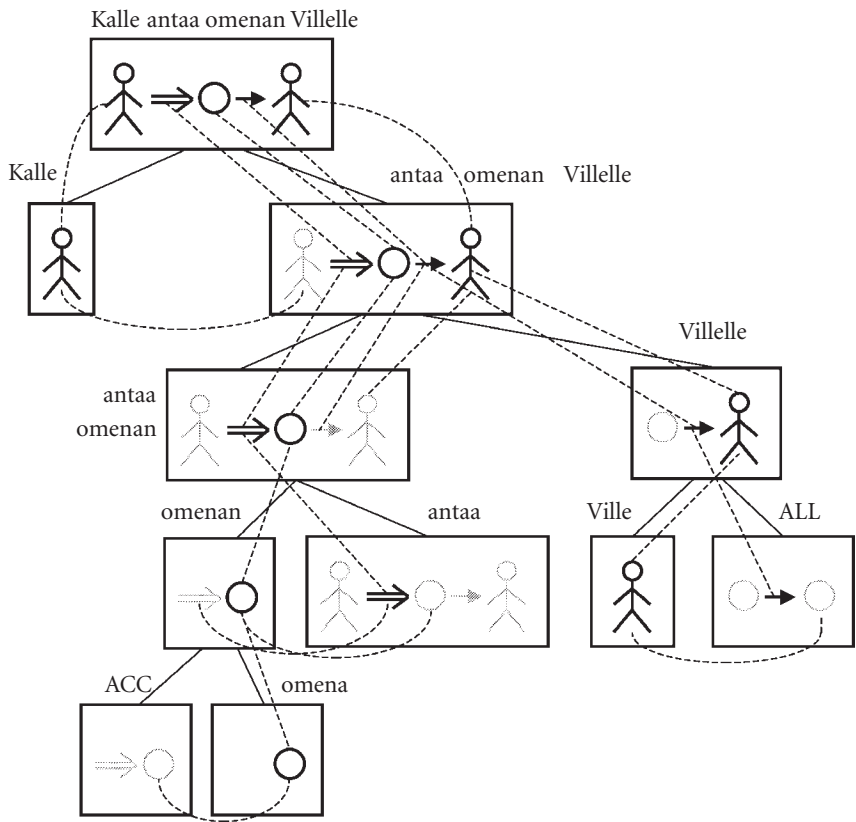 Kalle antaa omenan Villelle
Kalle
antaa omenan Villelle
Villelle
antaa
omenan
omenan
antaa
Ville
ALL
ACC
omena